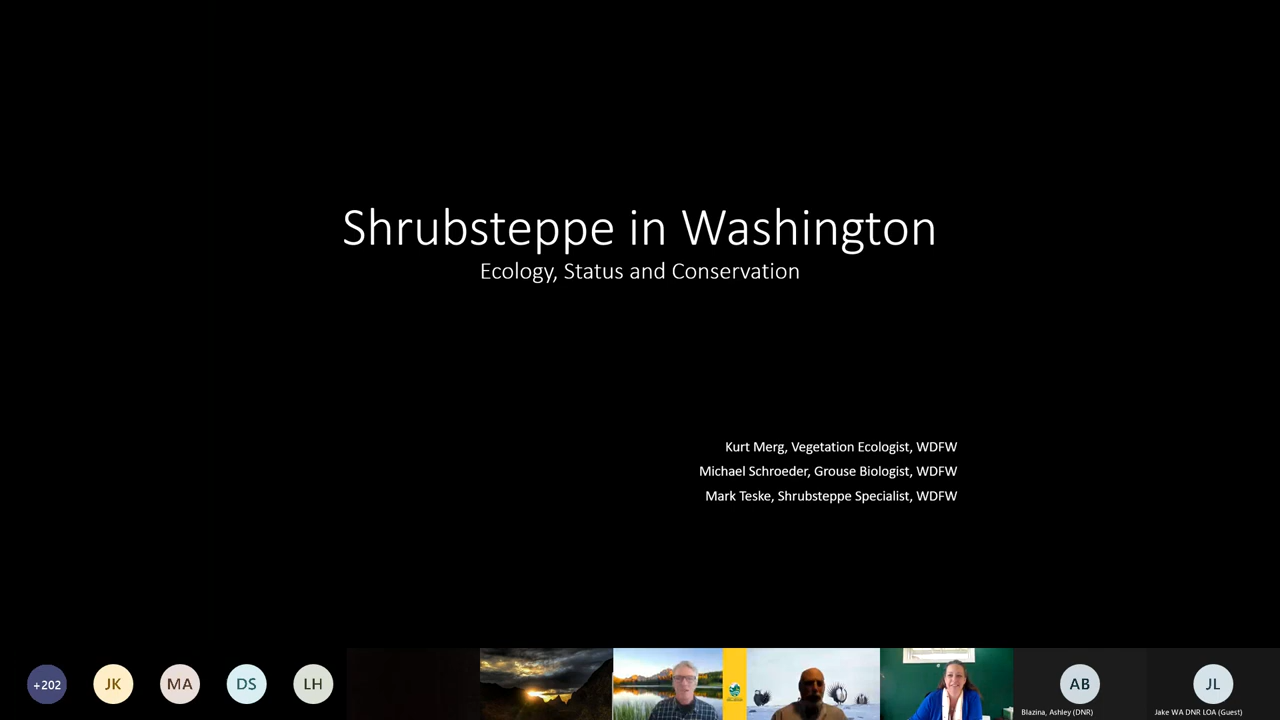 Shrubsteppe in Washington
Ecology, Status and Conservation
Kurt Merg, Vegetation Ecologist, WDFW
Michael Schroeder, Grouse Biologist, WDFW
Mark Teske, Shrubsteppe Specialist, WDFW
+202
JK
MA
DS
LH
AB
JL
Blazina, Ashley (DNR)
Jake WA DNR LOA (Guest)